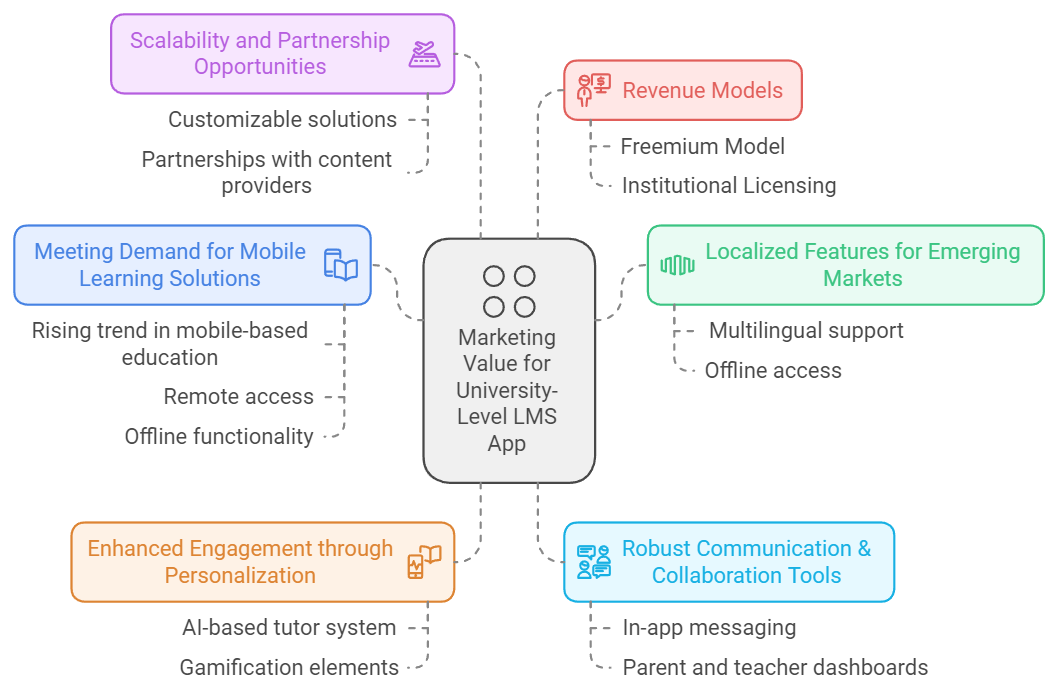 Scalability and Partnership
Opportunities
Customizable solutions
Partnerships with content
providers
Revenue Models
Freemium Model
Institutional Licensing
Meeting Demand for Mobile
Learning Solutions
Rising trend in mobile-based
education
Remote access
Offline functionality
Marketing
Value for
University-
Level LMS
App
Localized Features for Emerging
Markets
Multilingual support
Offline access
Enhanced Engagement through
Personalization
AI-based tutor system
Gamification elements
Robust Communication &
Collaboration Tools
In-app messaging
Parent and teacher dashboards